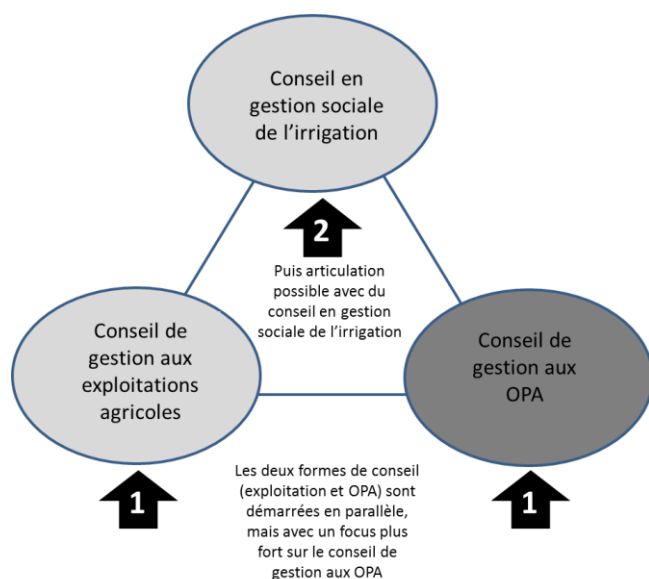 Conseil en
gestion sociale
de l'irrigation
2
Puis articulation
possible avec du
conseil en gestion
sociale de l'irrigation
Conseil de
gestion aux
exploitations
agricoles
Conseil de
gestion aux
OPA
1
Les deux formes de conseil
(exploitation et OPA) sont
démarrées en parallèle,
mais avec un focus plus
fort sur le conseil de
gestion aux OPA
1